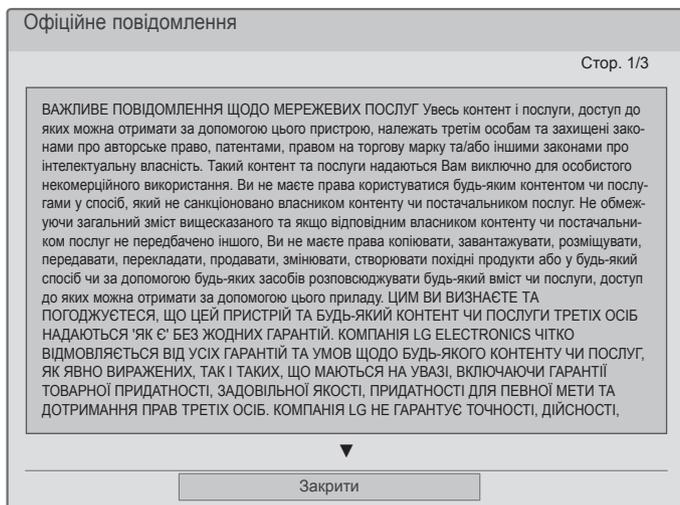 Офіційне повідомлення
Стор. 1/3
ВАЖЛИВЕ ПОВІДОМЛЕННЯ ЩОДО МЕРЕЖЕВИХ ПОСЛУГ Увесь контент і послуги, доступ до
яких можна отримати за допомогою цього пристрою, належать третім особам та захищені зако-
нами про авторське право, патентами, правом на торгову марку та/або іншими законами про
інтелектуальну власність. Такий контент та послуги надаються Вам виключно для особистого
некомерційного використання. Ви не маєте права користуватися будь-яким контентом чи послу-
гами у спосіб, який не санкціоновано власником контенту чи постачальником послуг. Не обмеж-
уючи загальний зміст вищесказаного та якщо відповідним власником контенту чи постачальни-
ком послуг не передбачено іншого, Ви не маєте права копіювати, завантажувати, розміщувати,
передавати, перекладати, продавати, змінювати, створювати похідні продукти або у будь-який
спосіб чи за допомогою будь-яких засобів розповсюджувати будь-який вміст чи послуги, доступ
до яких можна отримати за допомогою цього приладу. ЦИМ ВИ ВИЗНАЄТЕ ТА
ПОГОДЖУЄТЕСЯ, ЩО ЦЕЙ ПРИСТРІЙ ТА БУДЬ-ЯКИЙ КОНТЕНТ ЧИ ПОСЛУГИ ТРЕТІХ ОСІБ
НАДАЮТЬСЯ 'ЯК Є' БЕЗ ЖОДНИХ ГАРАНТІЙ. КОМПАНІЯ LG ELECTRONICS ЧІТКО
ВІДМОВЛЯЄТЬСЯ ВІД УСІХ ГАРАНТІЙ ТА УМОВ ЩОДО БУДЬ-ЯКОГО КОНТЕНТУ ЧИ ПОСЛУГ,
ЯК ЯВНО ВИРАЖЕНИХ, ТАК І ТАКИХ, ЩО МАЮТЬСЯ НА УВАЗІ, ВКЛЮЧАЮЧИ ГАРАНТІЇ
ТОВАРНОЇ ПРИДАТНОСТІ, ЗАДОВІЛЬНОЇ ЯКОСТІ, ПРИДАТНОСТІ ДЛЯ ПЕВНОЇ МЕТИ ТА
ДОТРИМАННЯ ПРАВ ТРЕТІХ ОСІБ. КОМПАНІЯ LG НЕ ГАРАНТУЄ ТОЧНОСТІ, ДІЙСНОСТІ,
Закрити